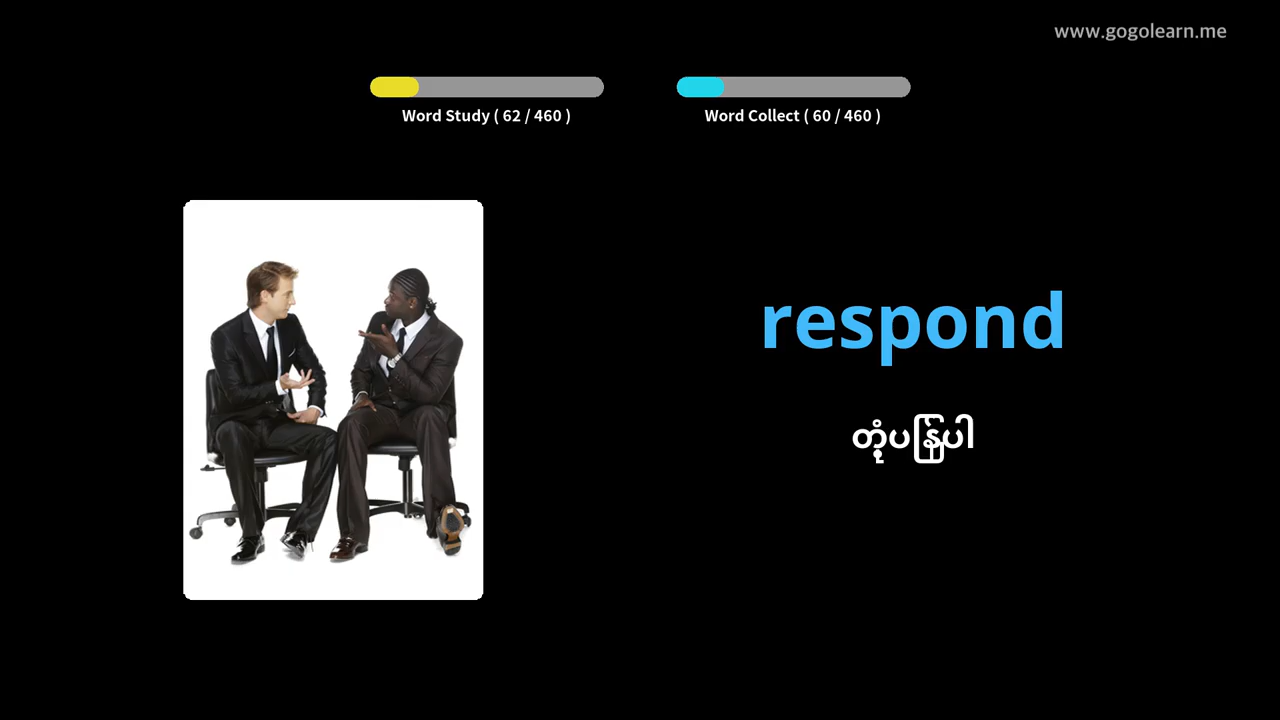 www.gogolearn.me
Word Study ( 62 / 460 )
Word Collect ( 60 / 460 )
respond
တုံ့ပြန်ပါ